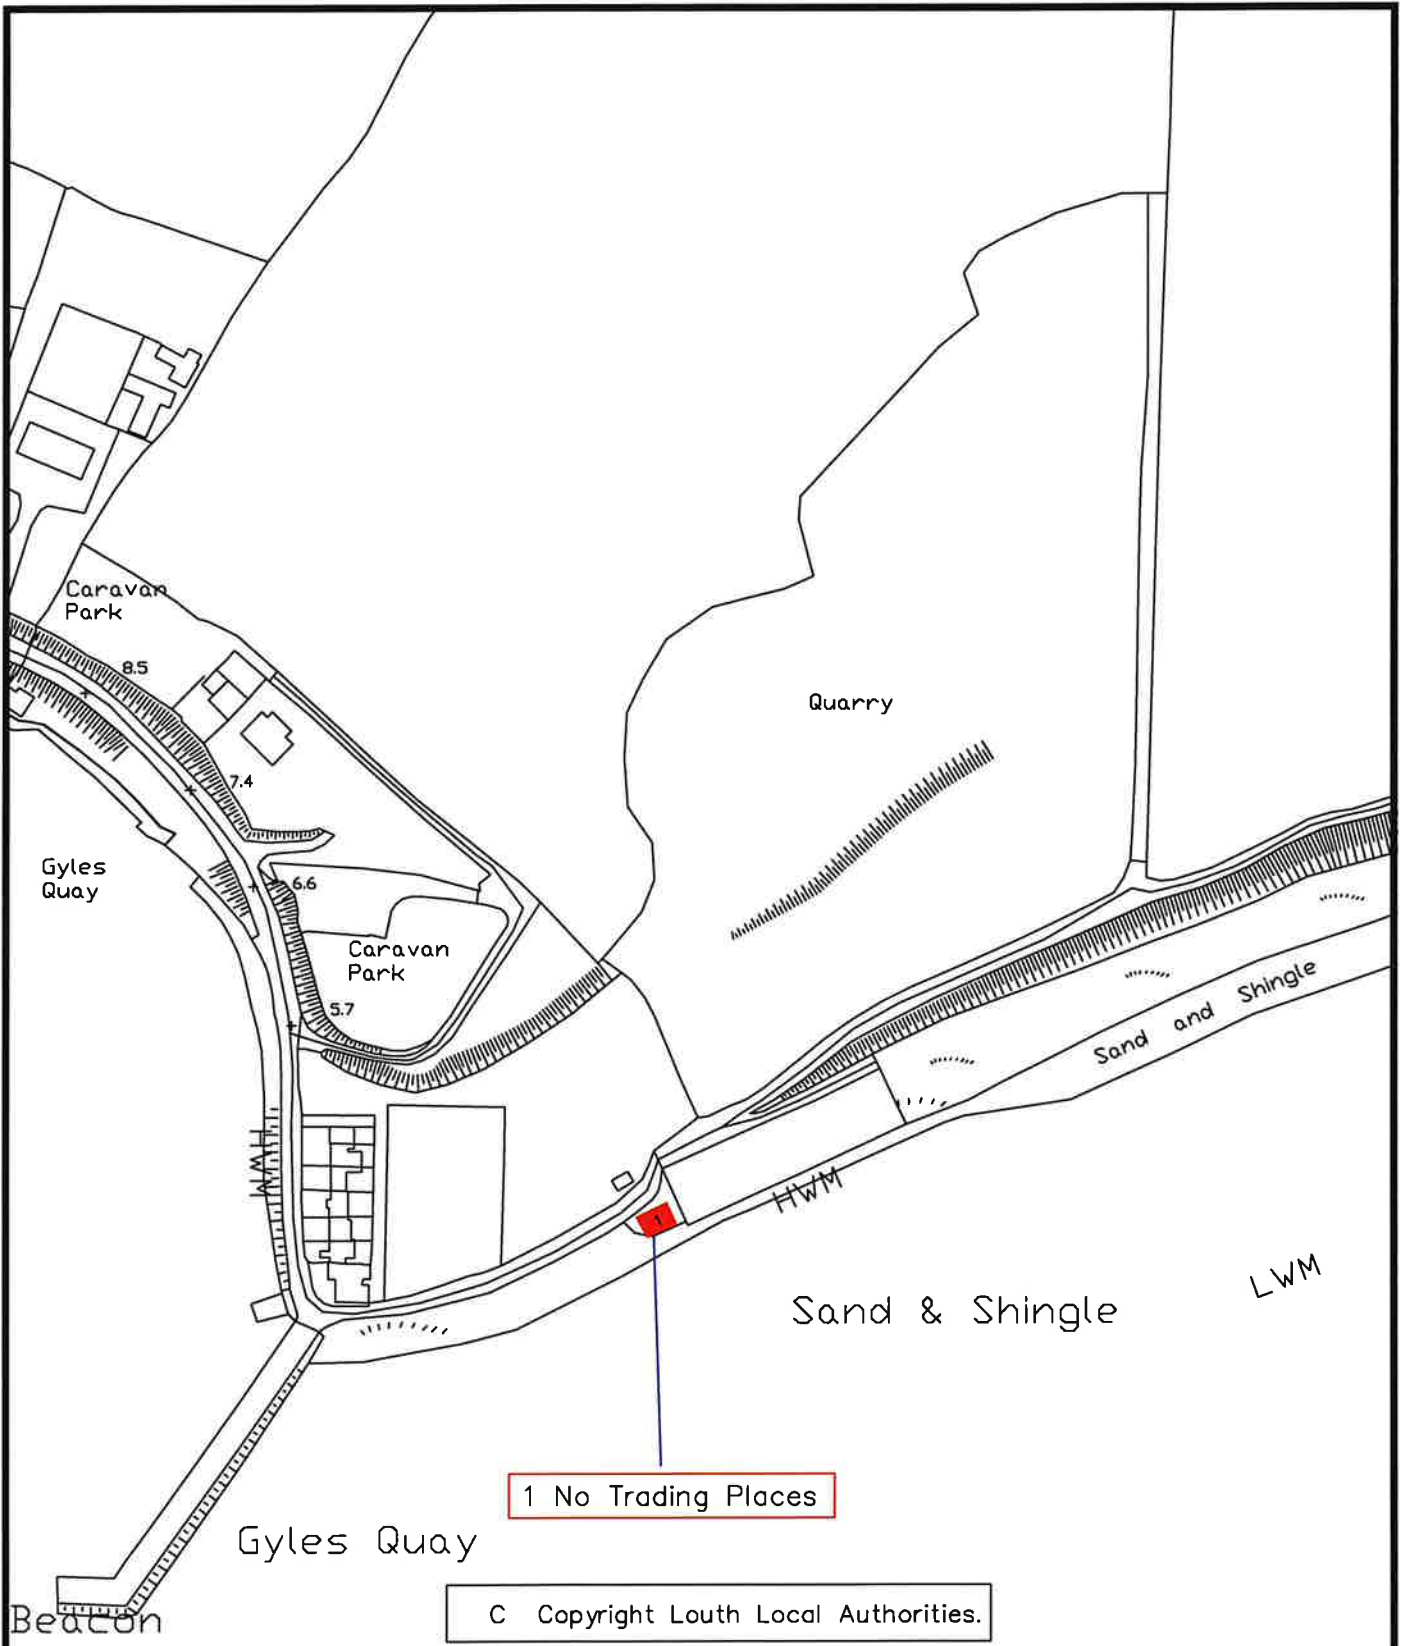 Caravan
Park
8.5
Quarry
7.4
Gyles
Quay
6.6
Caravan
Park
5.7
Sand and Shingle
HWM
1
LWM
Sand & Shingle
1 No Trading Places
Gyles Quay
C Copyright Louth Local Authorities.
Beacon